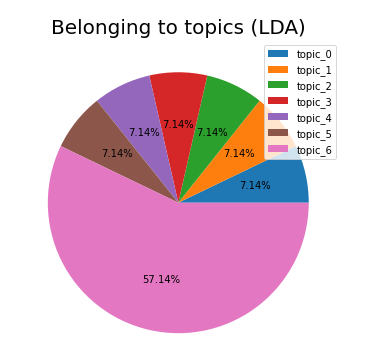 Belonging to topics (LDA)
topic_0
topic_1
topic_2
topic_3
topic_4
topic_5
topic_6
7.14%
7.14%
7.14%
7.14%
7.14%
7.14%
57.14%